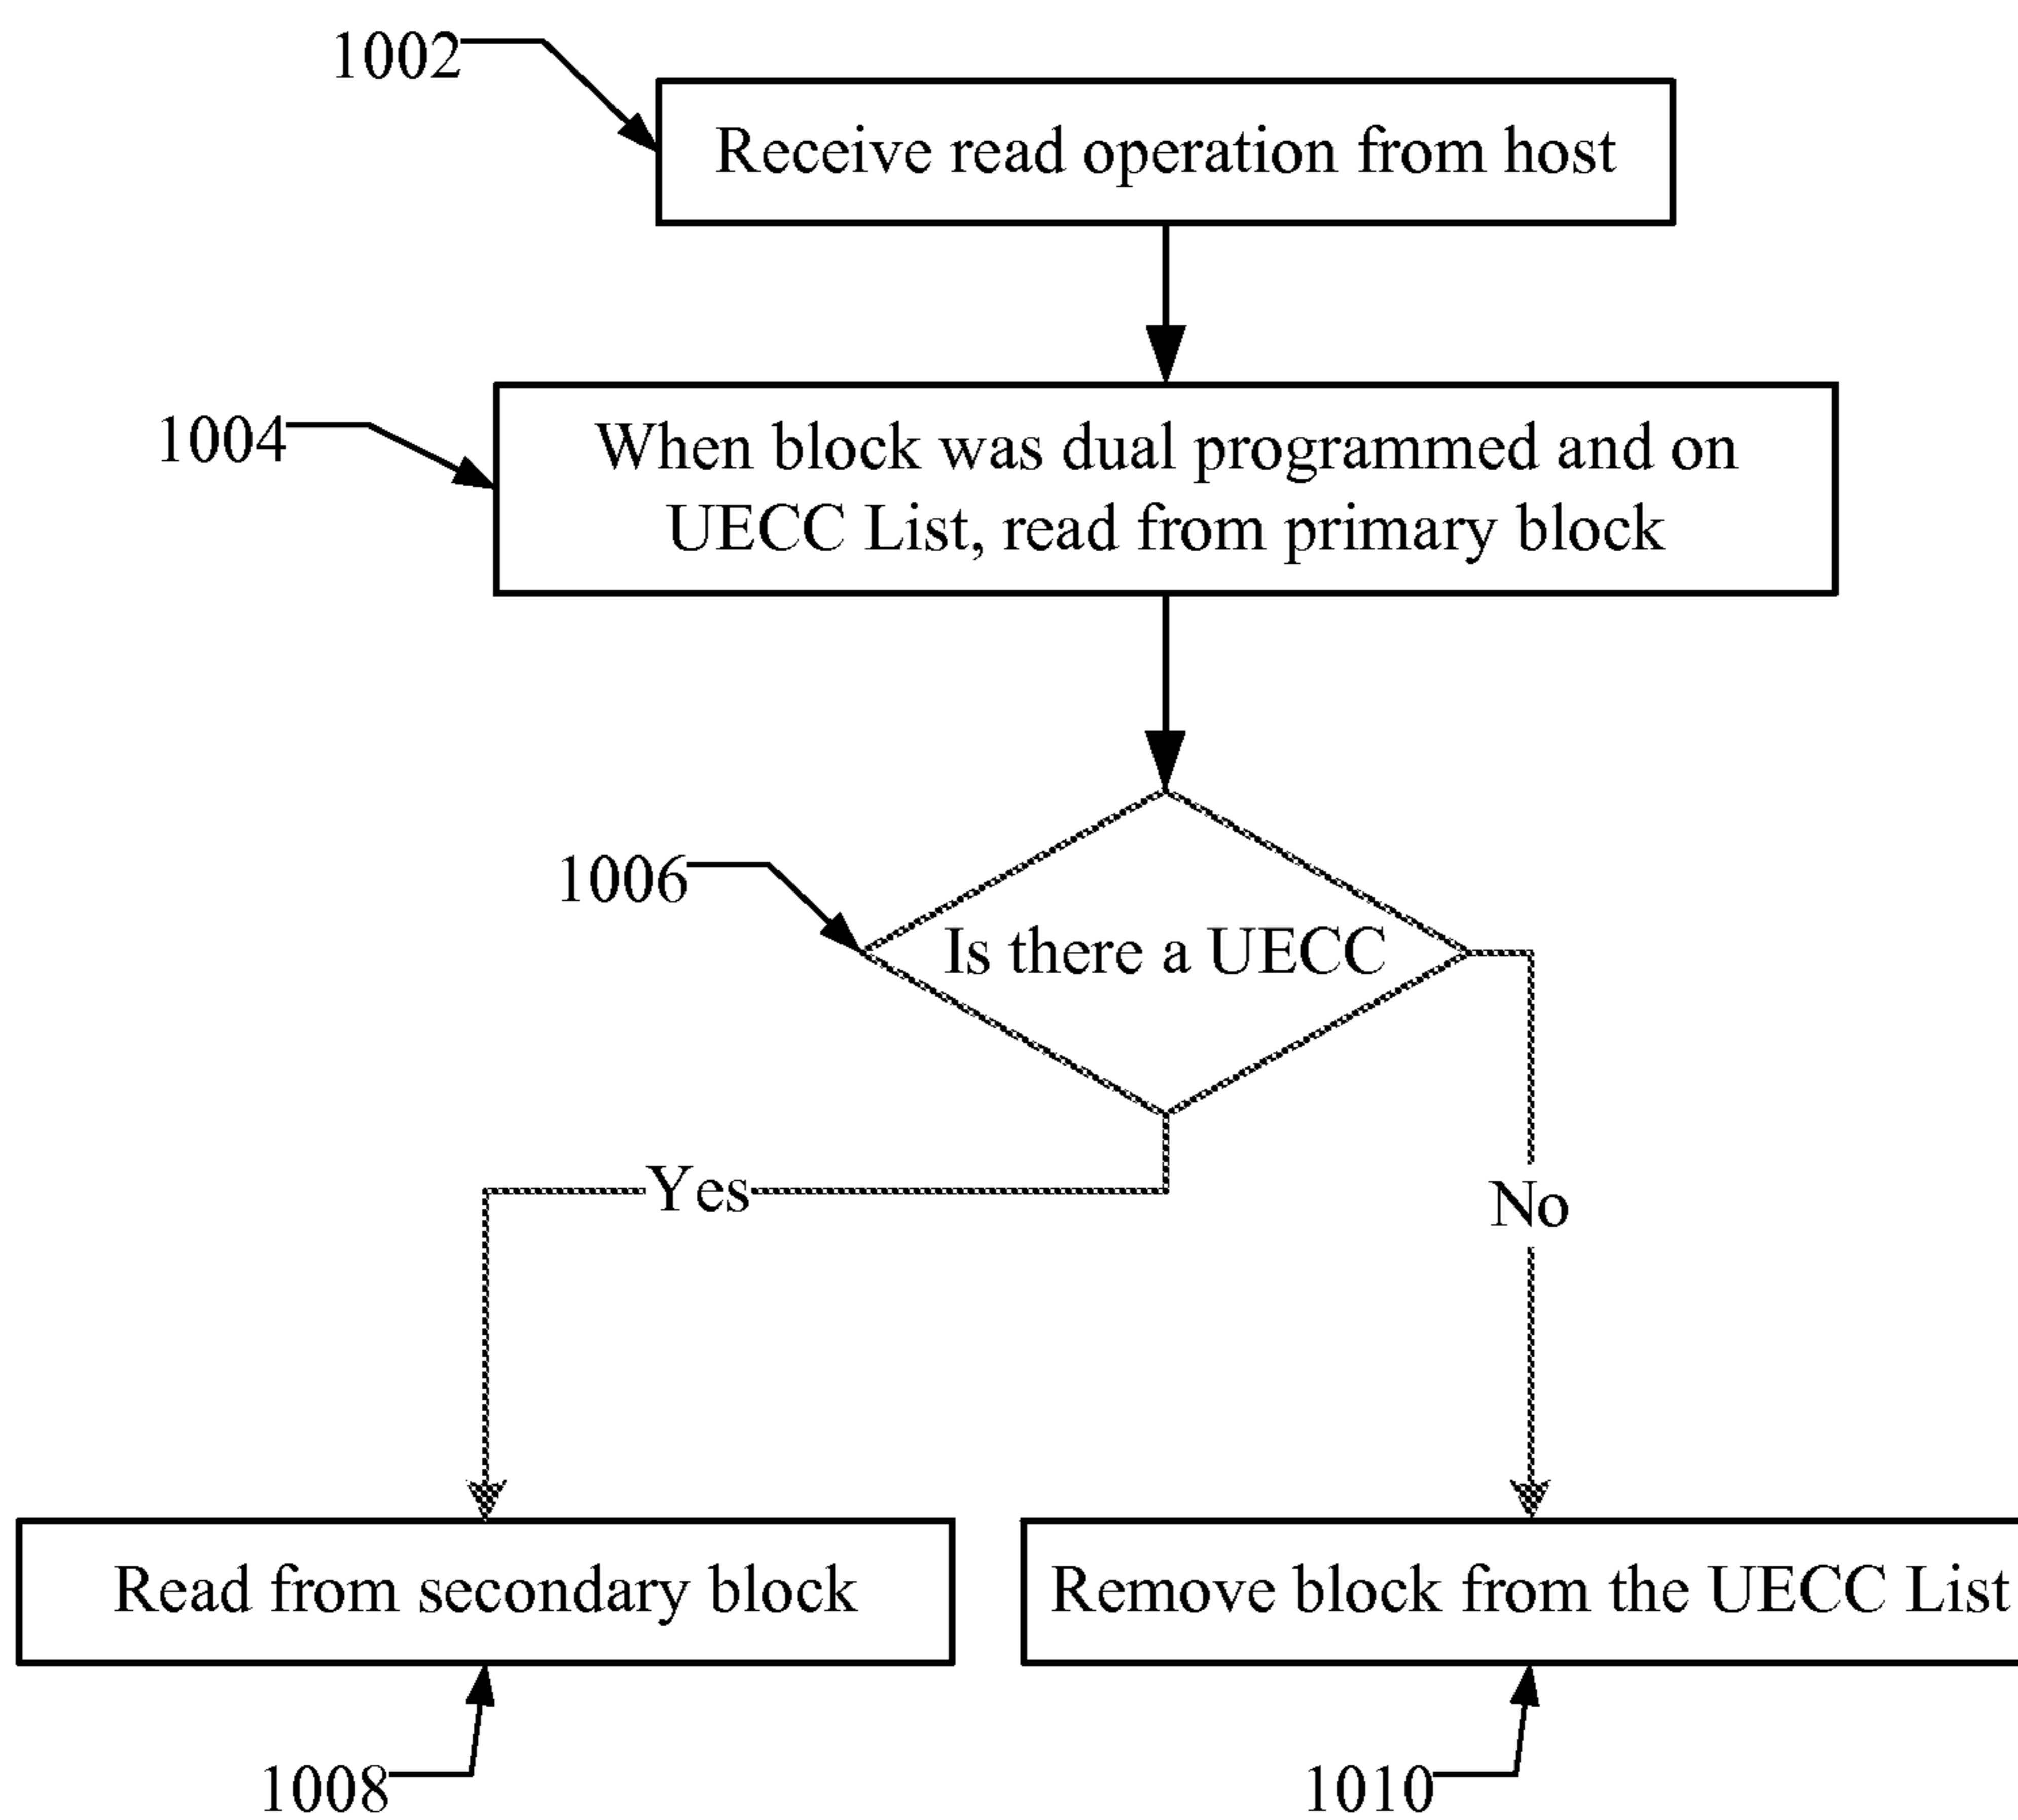 1002
Receive read operation from host
1004
When block was dual programmed and on
UECC List, read from primary block
1006
Is there a UECC
Yes
No
Read from secondary block
Remove block from the UECC List
1008
1010